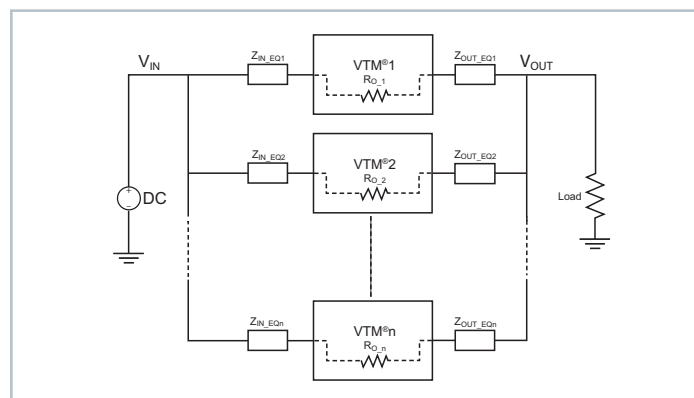 V_IN
Z_IN_EQ1
VTM®1
R_O_1
Z_OUT_EQ1
V_OUT
Z_IN_EQ2
VTM®2
R_O_2
Z_OUT_EQ2
+
–
DC
Load
Z_IN_EQn
VTM®n
R_O_n
Z_OUT_EQn